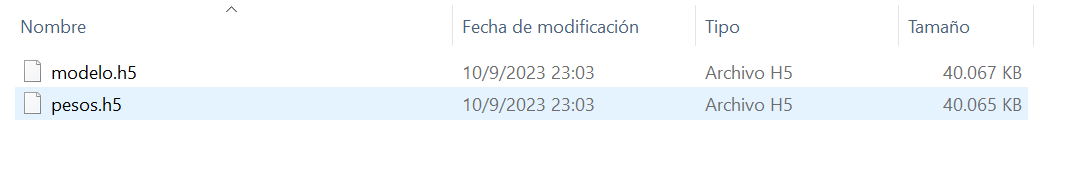 Nombre Fecha de modificación Tipo Tamaño
modelo.h5 10/9/2023 23:03 Archivo H5 40.067 KB
pesos.h5 10/9/2023 23:03 Archivo H5 40.065 KB